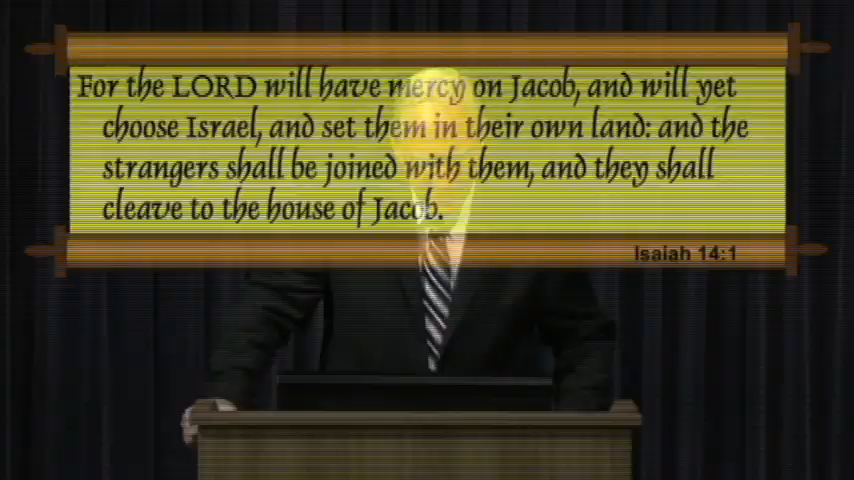 For the LORD will have mercy on Jacob, and will yet
choose Israel, and set them in their own land: and the
strangers shall be joined with them, and they shall
cleave to the house of Jacob.
Isaiah 14:1